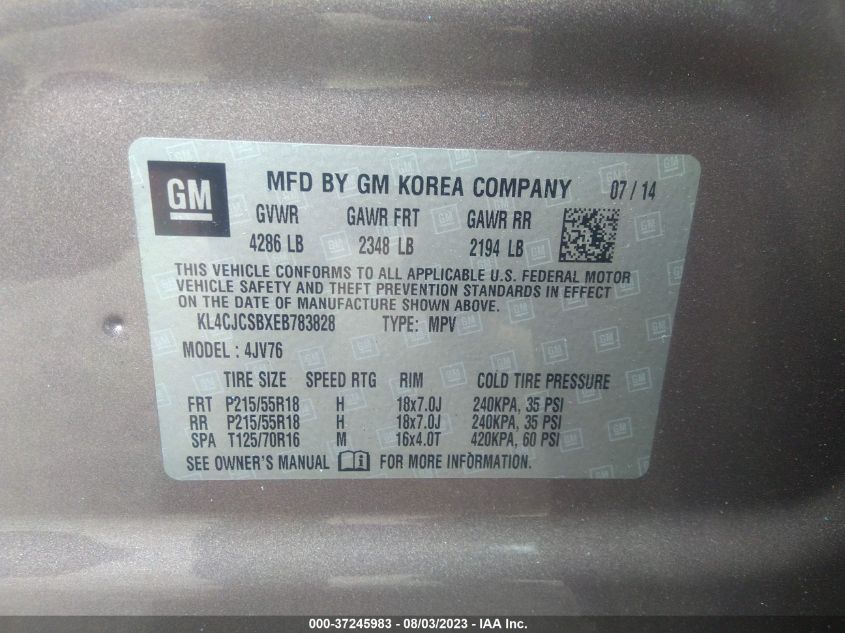 GM MFD BY GM KOREA COMPANY 07 / 14
GVWR GAWR FRT GAWR RR
4286 LB 2348 LB 2194 LB
THIS VEHICLE CONFORMS TO ALL APPLICABLE U.S. FEDERAL MOTOR
VEHICLE SAFETY AND THEFT PREVENTION STANDARDS IN EFFECT
ON THE DATE OF MANUFACTURE SHOWN ABOVE.
KL4CJCSBXEB783828 TYPE: MPV
MODEL : 4JV76
TIRE SIZE SPEED RTG RIM COLD TIRE PRESSURE
FRT P215/55R18 H 18x7.0J 240KPA, 35 PSI
RR P215/55R18 H 18x7.0J 240KPA, 35 PSI
SPA T125/70R16 M 16x4.0T 420KPA, 60 PSI
SEE OWNER'S MANUAL FOR MORE INFORMATION.
000-37245983 - 08/03/2023 - IAA Inc.